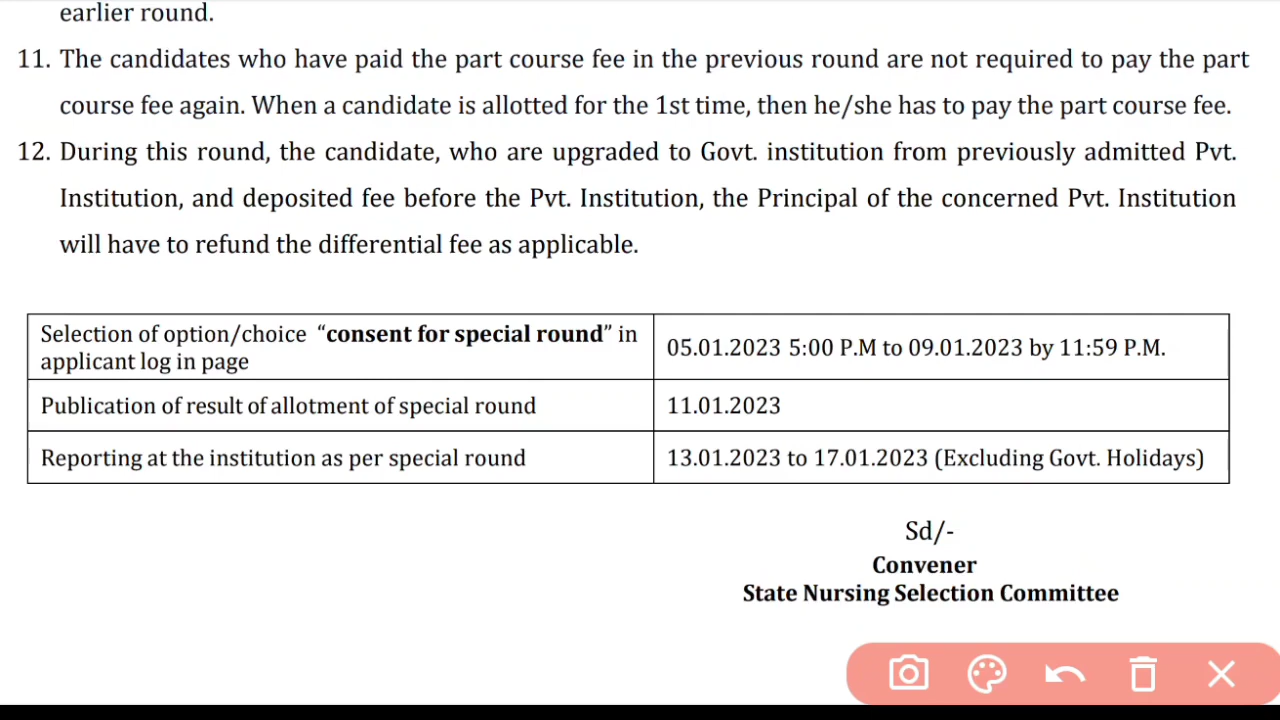 earlier round.
11. The candidates who have paid the part course fee in the previous round are not required to pay the part
course fee again. When a candidate is allotted for the 1st time, then he/she has to pay the part course fee.
12. During this round, the candidate, who are upgraded to Govt. institution from previously admitted Pvt.
Institution, and deposited fee before the Pvt. Institution, the Principal of the concerned Pvt. Institution
will have to refund the differential fee as applicable.
Selection of option/choice “consent for special round” in
applicant log in page
05.01.2023 5:00 P.M to 09.01.2023 by 11:59 P.M.
Publication of result of allotment of special round
11.01.2023
Reporting at the institution as per special round
13.01.2023 to 17.01.2023 (Excluding Govt. Holidays)
Sd/-
Convener
State Nursing Selection Committee